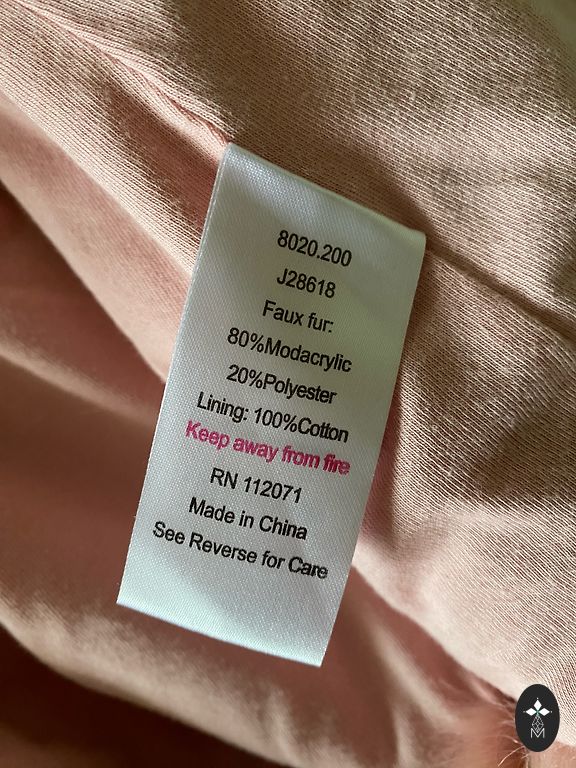 8020.200
J28618
Faux fur:
80%Modacrylic
20%Polyester
Lining: 100%Cotton
Keep away from fire
RN 112071
Made in China
See Reverse for Care
M